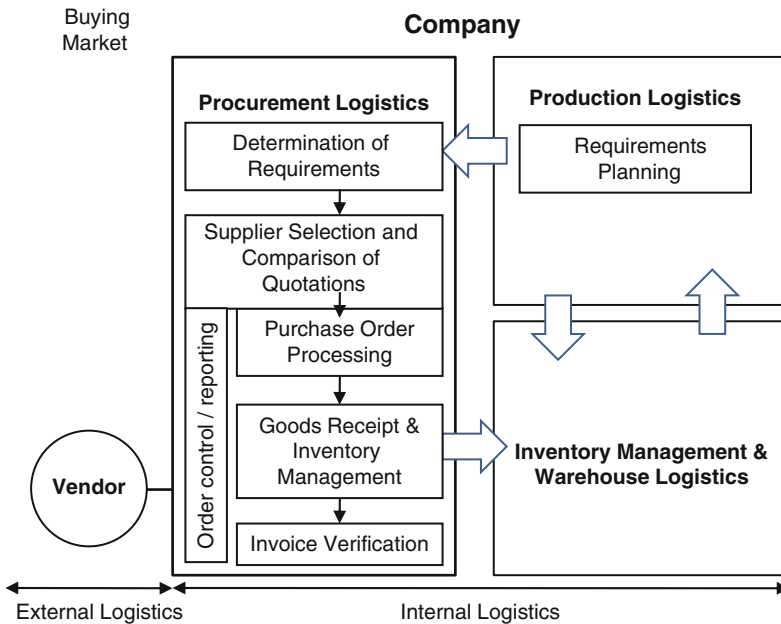 Buying
Market
Company
Procurement Logistics
Determination of
Requirements
Supplier Selection and
Comparison of
Quotations
Order control / reporting
Purchase Order
Processing
Goods Receipt &
Inventory
Management
Invoice Verification
Production Logistics
Requirements
Planning
Inventory Management &
Warehouse Logistics
Vendor
External Logistics
Internal Logistics